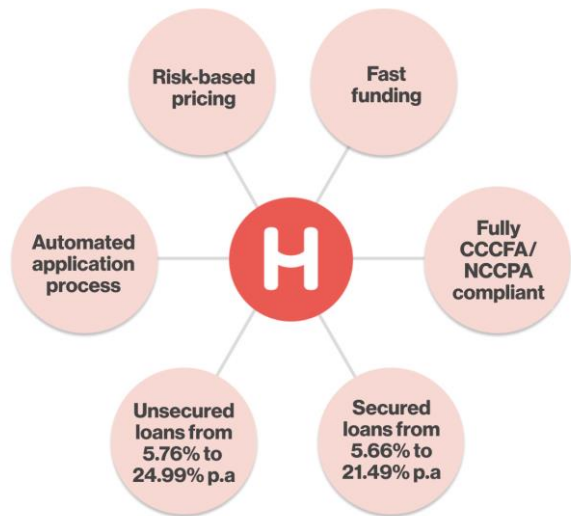 Risk-based
pricing
Fast
funding
Automated
application
process
H
Fully
CCCFA/
NCCPA
compliant
Unsecured
loans from
5.76% to
24.99% p.a
Secured
loans from
5.66% to
21.49% p.a